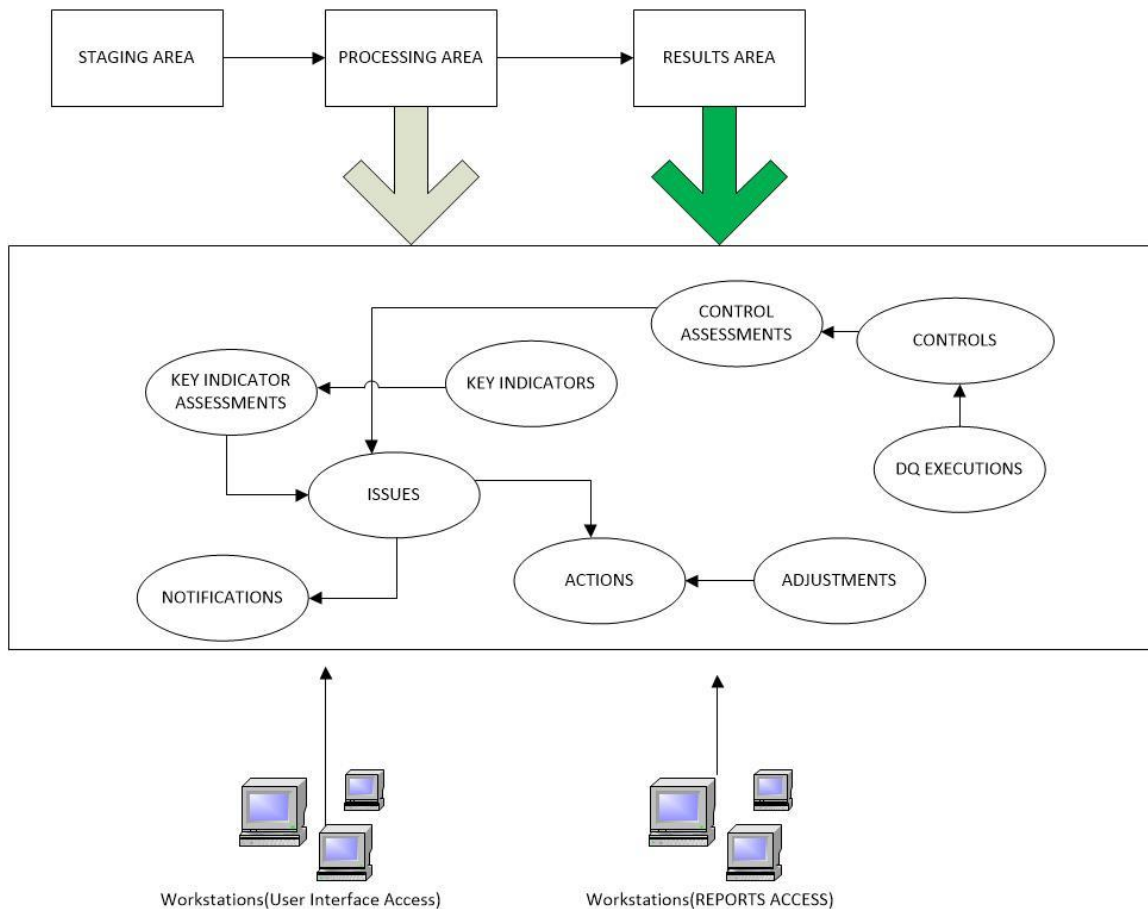 STAGING AREA
PROCESSING AREA
RESULTS AREA
CONTROL
ASSESSMENTS
CONTROLS
KEY INDICATOR
ASSESSMENTS
KEY INDICATORS
DQ EXECUTIONS
ISSUES
NOTIFICATIONS
ACTIONS
ADJUSTMENTS
Workstations(User Interface Access)
Workstations(REPORTS ACCESS)